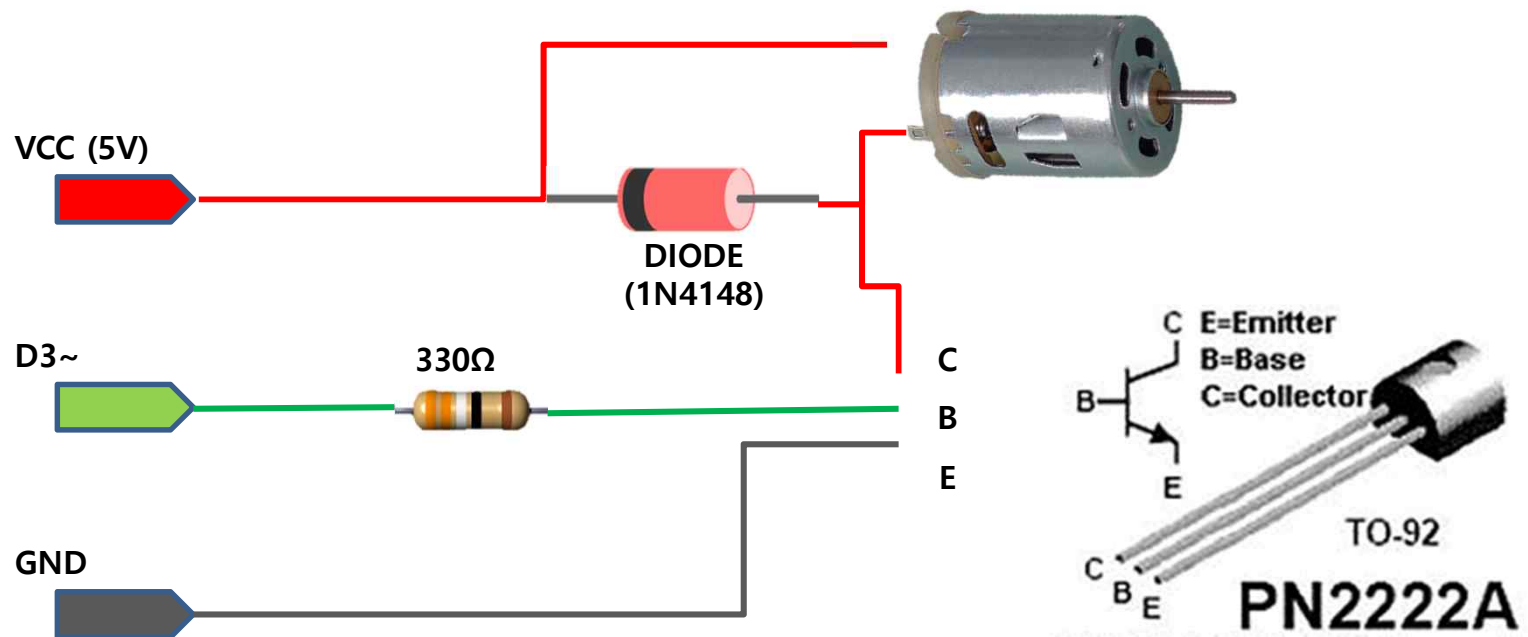 VCC (5V)
DIODE
(1N4148)
D3~
330Ω
C
B
E
GND
C E=Emitter
B=Base
C=Collector
B
E
TO-92
C
B
E
PN2222A